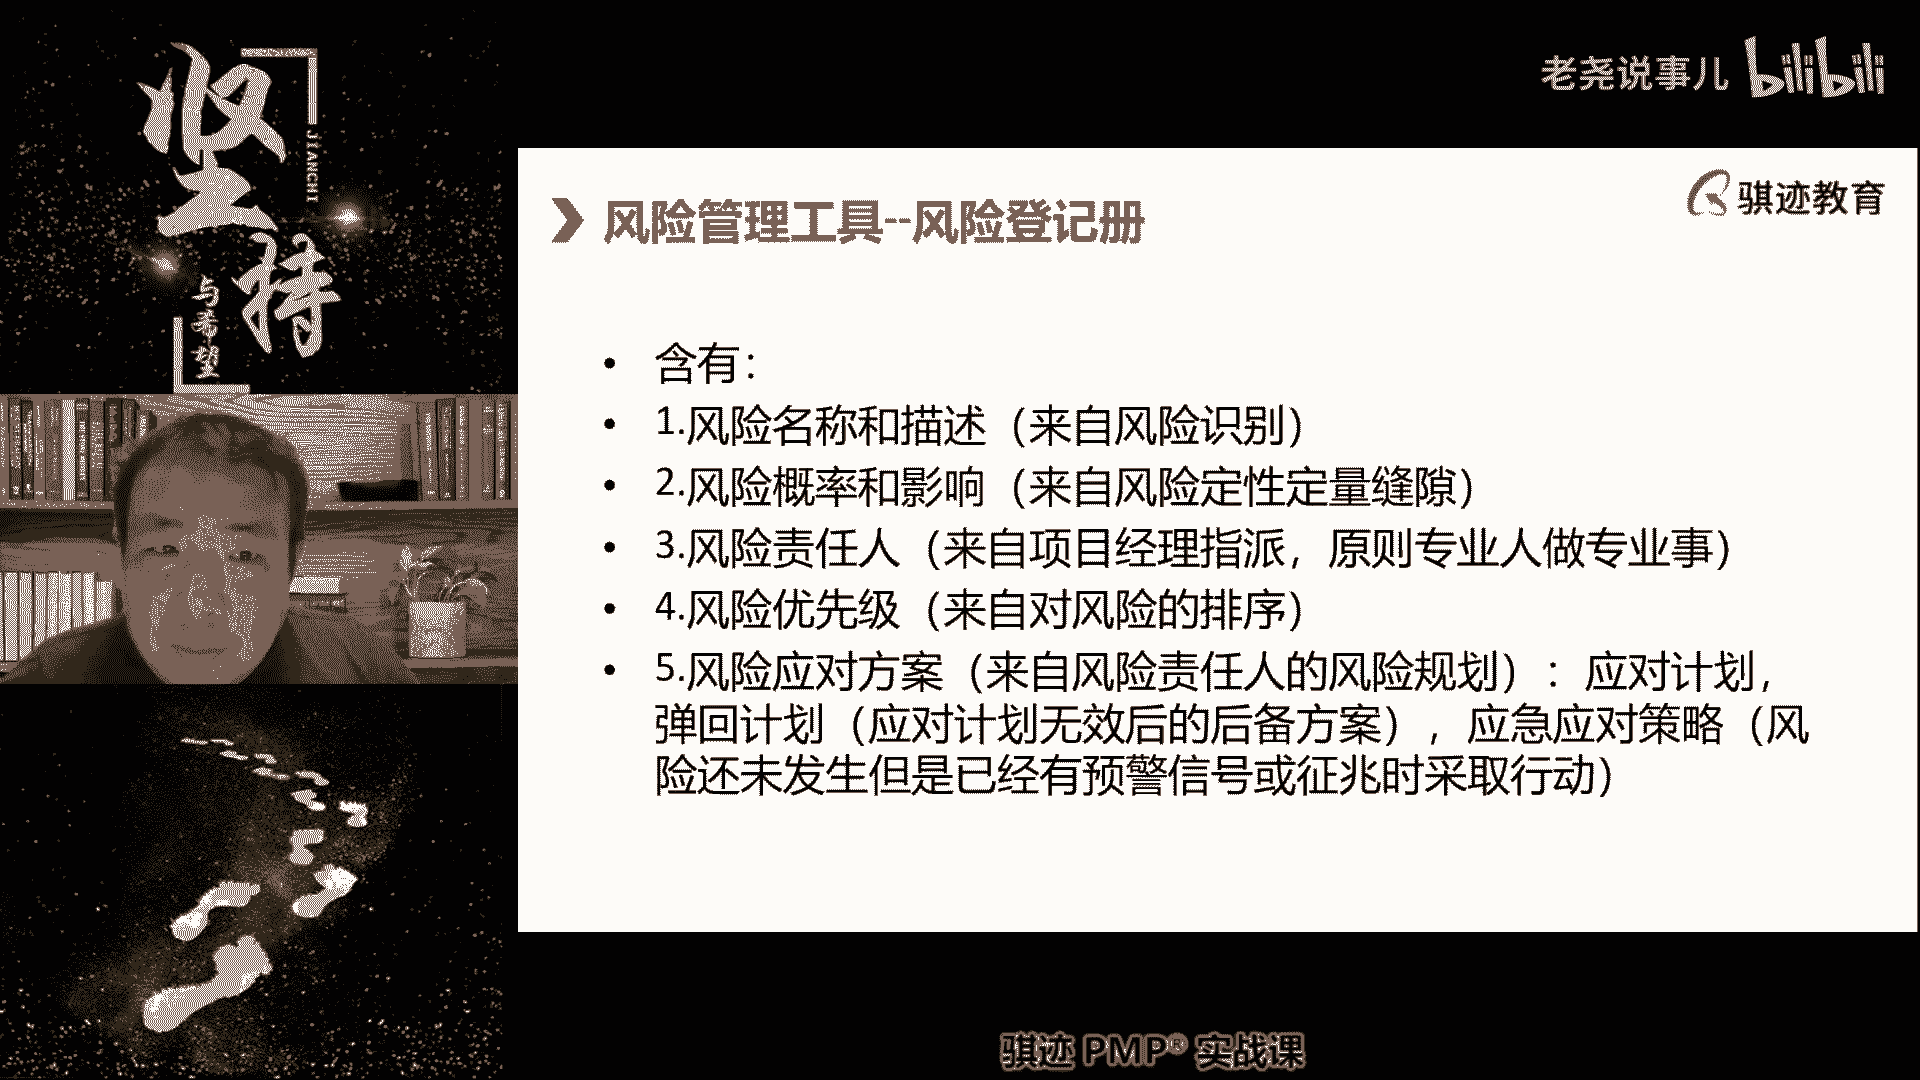 坚持
JIANCHI
与希望
老尧说事儿 bilibili
骐迹教育
风险管理工具--风险登记册
• 含有：
• 1.风险名称和描述（来自风险识别）
• 2.风险概率和影响（来自风险定性定量缝隙）
• 3.风险责任人（来自项目经理指派，原则专业人做专业事）
• 4.风险优先级（来自对风险的排序）
• 5.风险应对方案（来自风险责任人的风险规划）：应对计划，
弹回计划（应对计划无效后的后备方案），应急应对策略（风
险还未发生但是已经有预警信号或征兆时采取行动）
骐迹 PMP® 实战课